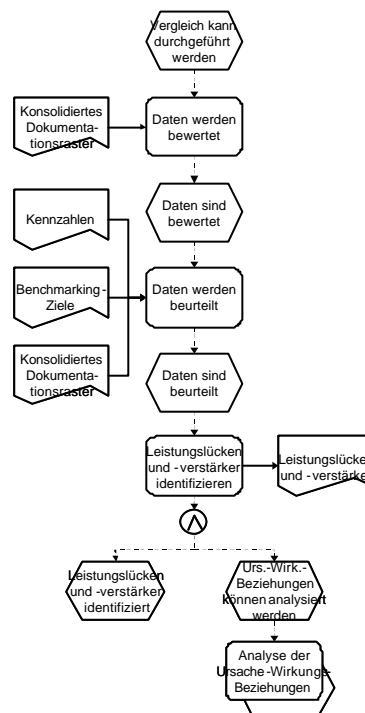 Vergleich kann
durchgeführt
werden
Konsolidiertes
Dokumenta-
tionsraster
Daten werden
bewertet
Kennzahlen
Daten sind
bewertet
Benchmarking-
Ziele
Daten werden
beurteilt
Konsolidiertes
Dokumenta-
tionsraster
Daten sind
beurteilt
Leistungslücken
und -verstärker
identifizieren
Leistungslücken
und -verstärker
Leistungslücken
und -verstärker
identifiziert
Urs.-Wirk.-
Beziehungen
können analysiert
werden
Analyse der
Ursache-Wirkungs-
Beziehungen